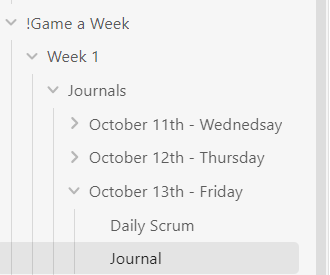 !Game a Week
Week 1
Journals
October 11th - Wednedsay
October 12th - Thursday
October 13th - Friday
Daily Scrum
Journal